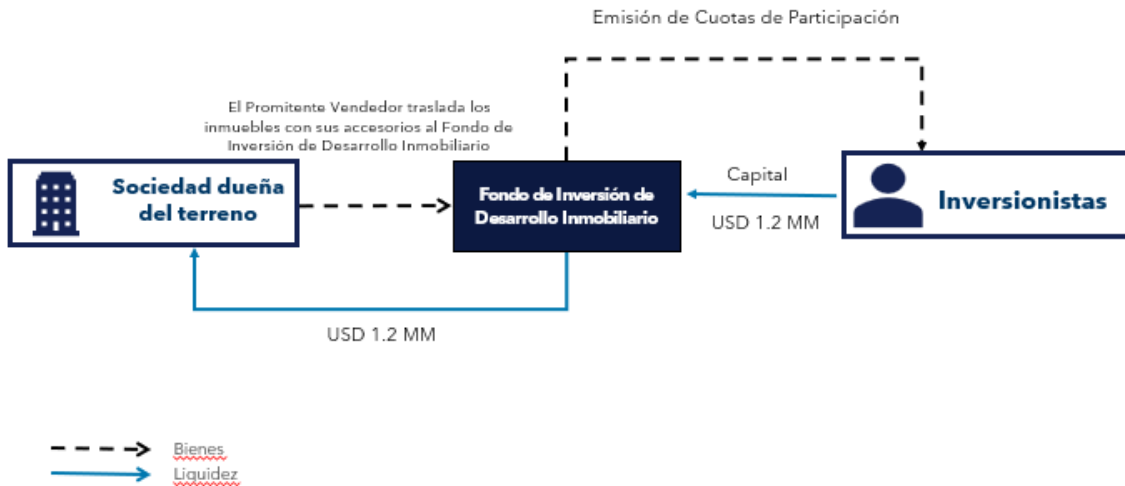 Emisión de Cuotas de Participación
El Promitente Vendedor traslada los
inmuebles con sus accesorios al Fondo de
Inversión de Desarrollo Inmobiliario
Sociedad dueña
del terreno
Fondo de Inversión de
Desarrollo Inmobiliario
Capital
USD 1.2 MM
Inversionistas
USD 1.2 MM
Bienes
Liquidez